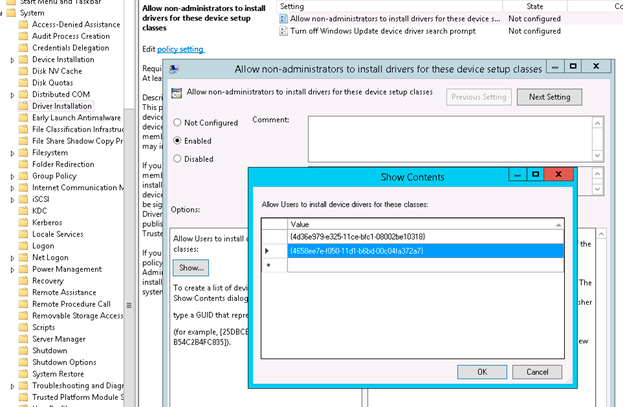 Start Menu and Taskbar
System
Access-Denied Assistance
Audit Process Creation
Credentials Delegation
Device Installation
Disk NV Cache
Disk Quotas
Distributed COM
Driver Installation
Early Launch Antimalware
File Classification Infrastruc
File Share Shadow Copy Pr
Filesystem
Folder Redirection
Group Policy
Internet Communication M
iSCSI
KDC
Kerberos
Locale Services
Logon
Net Logon
Power Management
Recovery
Remote Assistance
Remote Procedure Call
Removable Storage Access
Scripts
Server Manager
Shutdown
Shutdown Options
System Restore
Troubleshooting and Diagr
Trusted Platform Module S
Allow non-administrators to install
drivers for these device setup
classes
Edit policy setting.
Requi
At lea
Descri
This p
device
device
memb
may in
If you
memb
install
device
be sig
Driver
publis
Truste
If you
policy
Admi
install
system
Setting
State
Co
Allow non-administrators to install drivers for these device s...
Not configured
Turn off Windows Update device driver search prompt
Not configured
Allow non-administrators to install drivers for these device setup classes
Allow non-administrators to install drivers for these device setup classes
Previous Setting
Next Setting
Not Configured
Enabled
Disabled
Comment:
Options:
Allow Users to install d
classes:
Show...
To create a list of devic
Show Contents dialog
type a GUID that repre
(for example, [25DBCE
B54C2B4FC835]).
Show Contents
Allow Users to install device drivers for these classes:
Value
{4d36e979-e325-11ce-bfc1-08002be10318}
{4658ee7e-f050-11d1-b6bd-00c04fa372a7}
OK
Cancel
of the
The
sher
ew